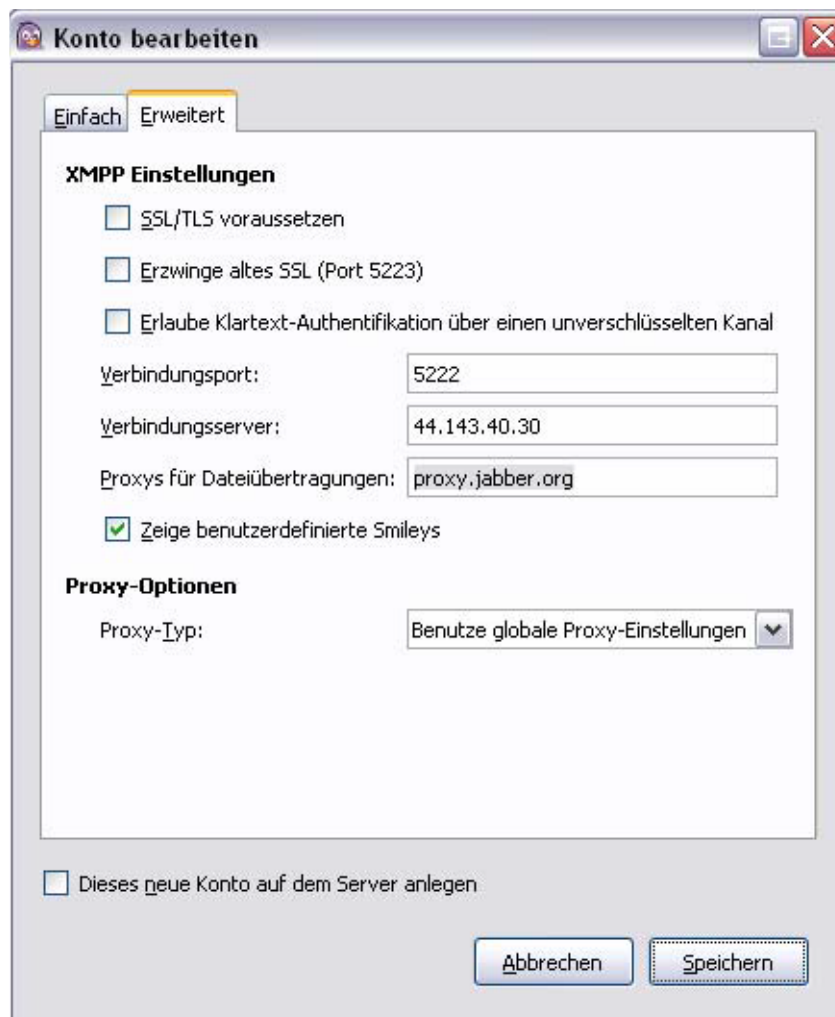 Konto bearbeiten
Einfach Erweitert
XMPP Einstellungen
SSL/TLS voraussetzen
Erzwinge altes SSL (Port 5223)
Erlaube Klartext-Authentifikation über einen unverschlüsselten Kanal
Verbindungsport: 5222
Verbindungsserver: 44.143.40.30
Proxys für Dateiübertragungen: proxy.jabber.org
Zeige benutzerdefinierte Smileys
Proxy-Optionen
Proxy-Typ: Benutze globale Proxy-Einstellungen
Dieses neue Konto auf dem Server anlegen
Abbrechen Speichern